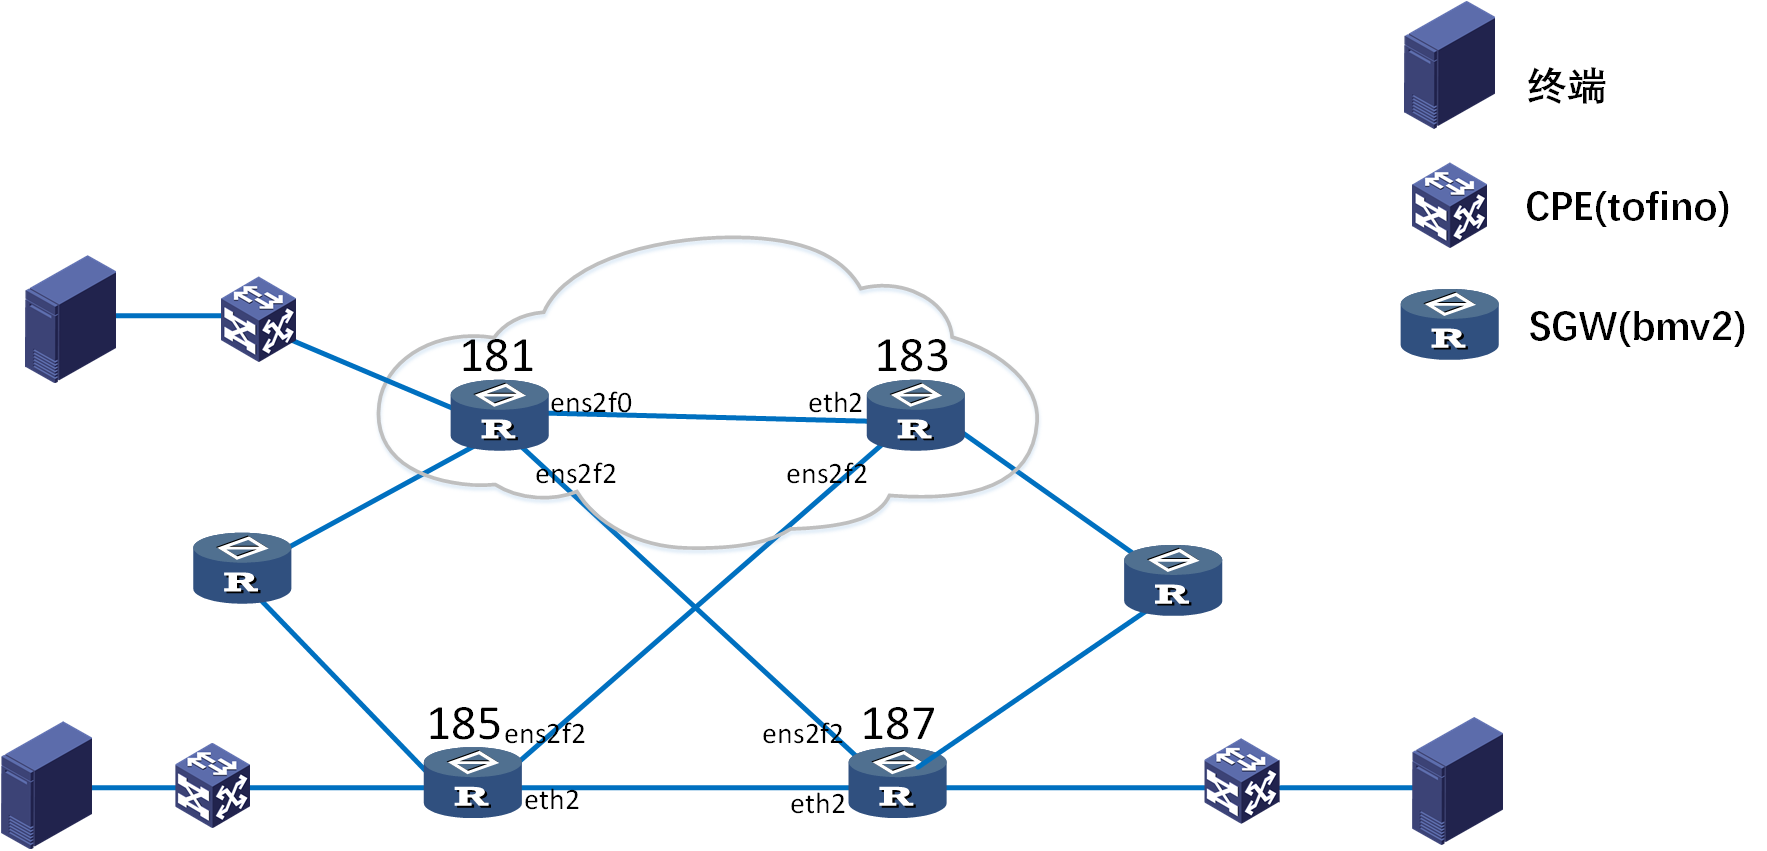 终端
CPE(tofino)
SGW(bmv2)
181
183
ens2f0
eth2
R
R
R
ens2f2
ens2f2
R
R
185
187
ens2f2
ens2f2
R
R
eth2
eth2